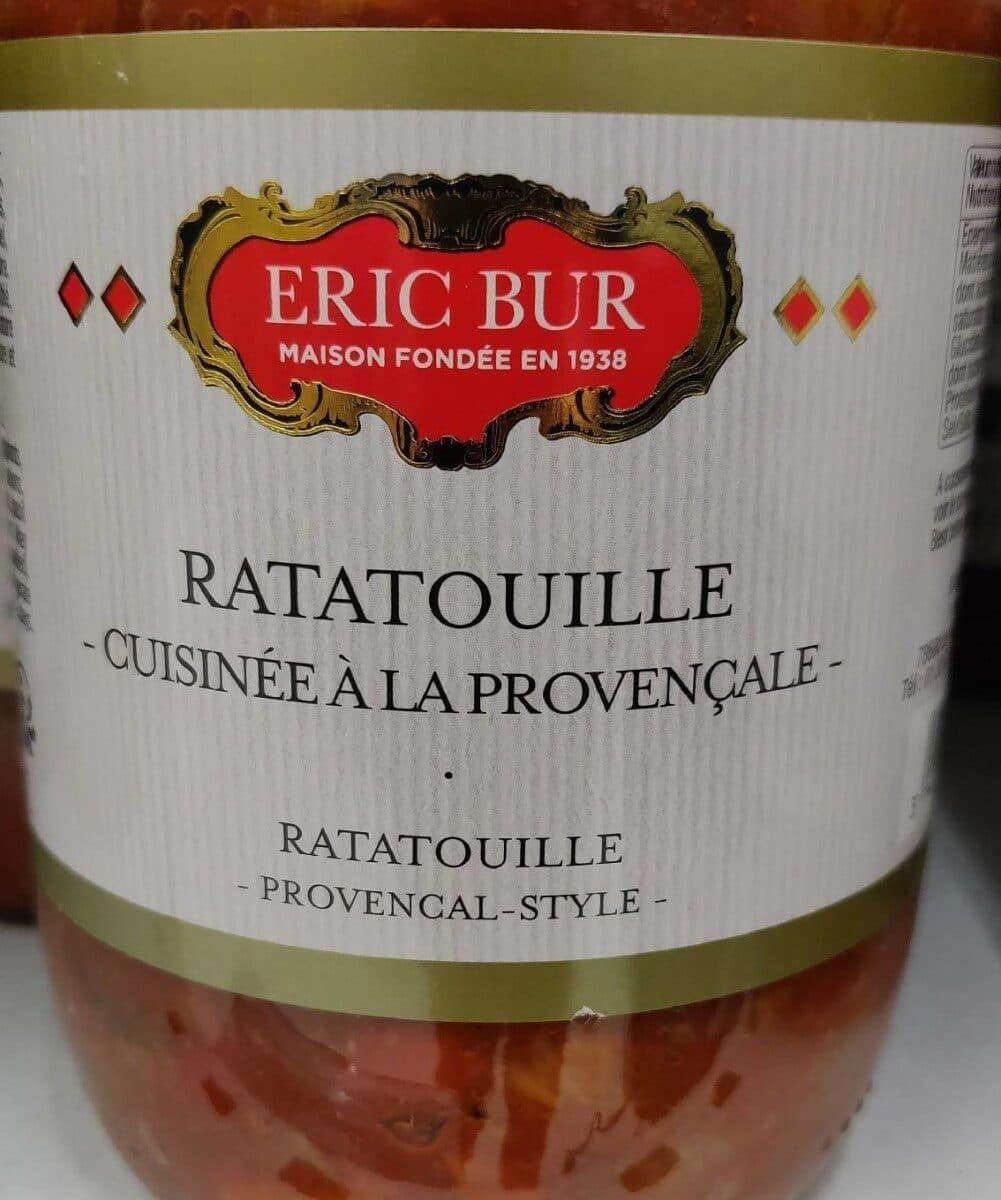 ERIC BUR
MAISON FONDÉE EN 1938
RATATOUILLE
- CUISINÉE À LA PROVENÇALE -
•
RATATOUILLE
- PROVENCAL-STYLE -